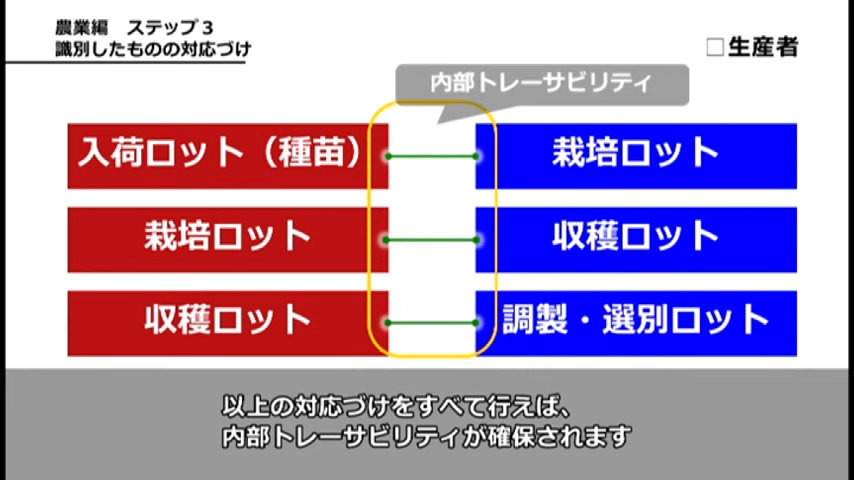 農業編　ステップ３
識別したものの対応づけ
□生産者
内部トレーサビリティ
入荷ロット（種苗）
栽培ロット
栽培ロット
収穫ロット
収穫ロット
調製・選別ロット
以上の対応づけをすべて行えば、
内部トレーサビリティが確保されます